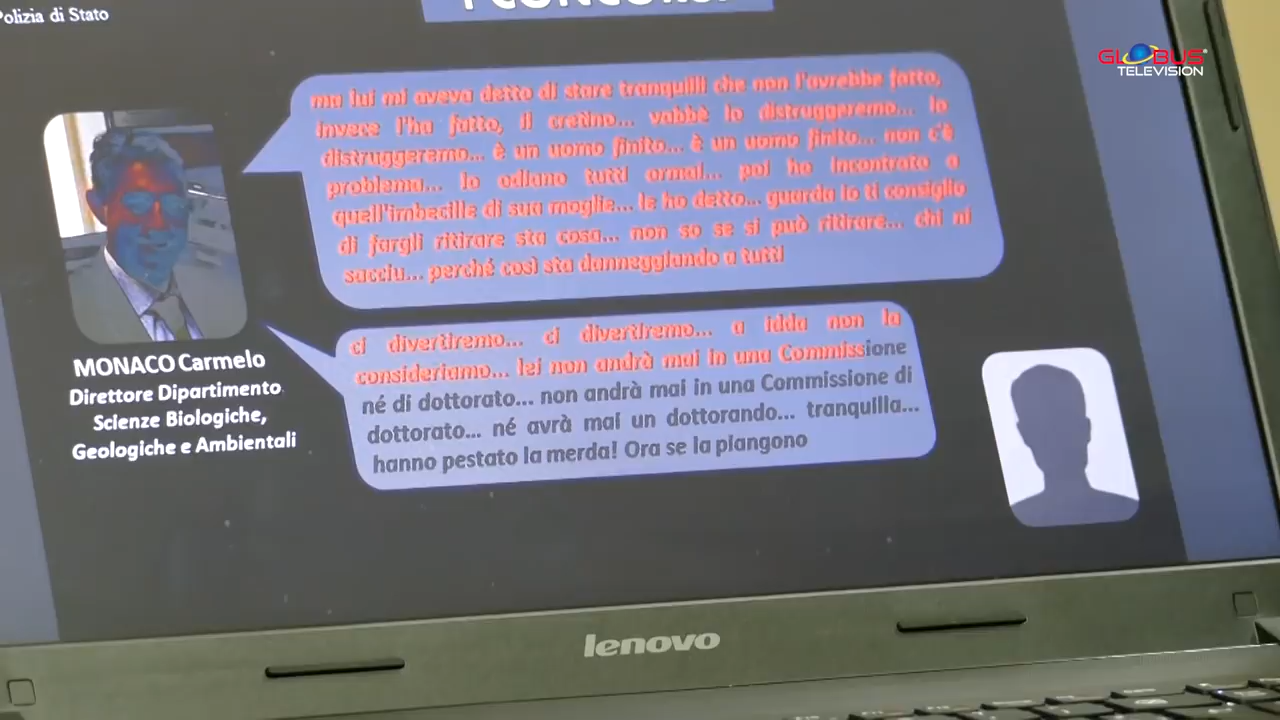 Polizia di Stato
I CONCORSI
GLOBUS
TELEVISION
ma lui mi aveva detto di stare tranquilli che non l'avrebbe fatto,
invece l'ha fatto, il cretino... vabbè lo distruggeremo... lo
distruggeremo... è un uomo finito... è un uomo finito... non c'è
problema... lo odiano tutti ormai... poi ho incontrato a
quell'imbecille di sua moglie... le ho detto... guarda io ti consiglio
di fargli ritirare sta cosa... non so se si può ritirare... chi ni
sacciu... perché così sta danneggiando a tutti
MONACO Carmelo
Direttore Dipartimento
Scienze Biologiche,
Geologiche e Ambientali
ci divertiremo... ci divertiremo... a idda non la
consideriamo... lei non andrà mai in una Commissione
né di dottorato... non andrà mai in una Commissione di
dottorato... né avrà mai un dottorando... tranquilla...
hanno pestato la merda! Ora se la piangono
lenovo